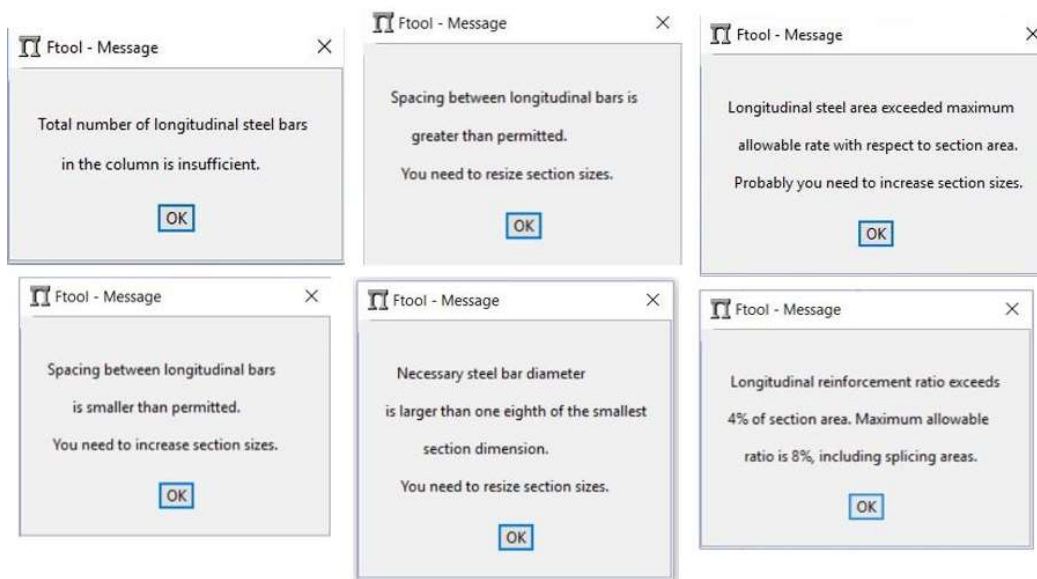 Ftool - Message
Total number of longitudinal steel bars
in the column is insufficient.
OK
Ftool - Message
Spacing between longitudinal bars is
greater than permitted.
You need to resize section sizes.
OK
Ftool - Message
Longitudinal steel area exceeded maximum
allowable rate with respect to section area.
Probably you need to increase section sizes.
OK
Ftool - Message
Spacing between longitudinal bars
is smaller than permitted.
You need to increase section sizes.
OK
Ftool - Message
Necessary steel bar diameter
is larger than one eighth of the smallest
section dimension.
You need to resize section sizes.
OK
Ftool - Message
Longitudinal reinforcement ratio exceeds
4% of section area. Maximum allowable
ratio is 8%, including splicing areas.
OK